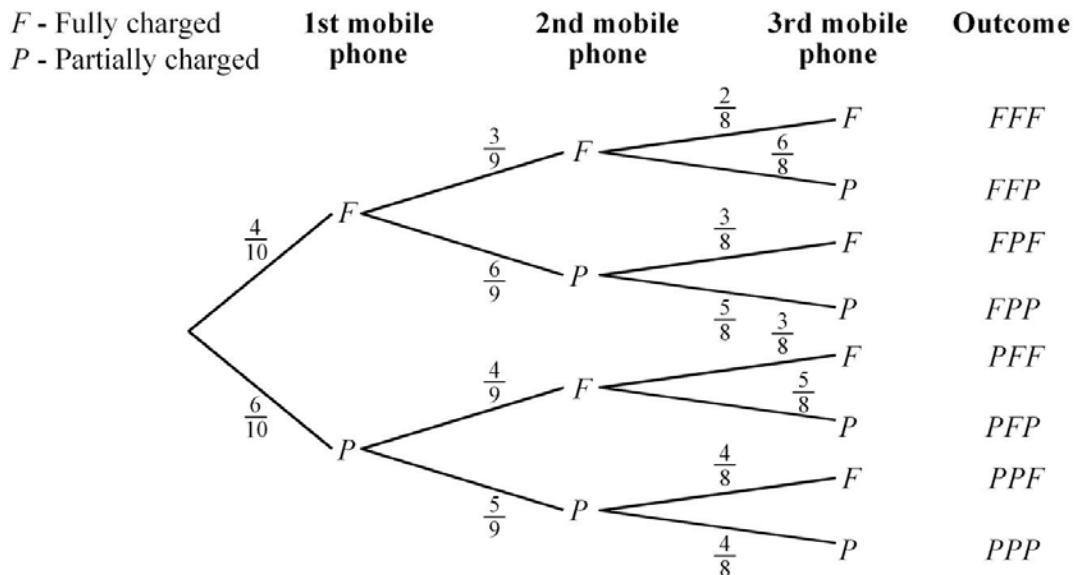 F - Fully charged
P - Partially charged
1st mobile phone
2nd mobile phone
3rd mobile phone
Outcome
2/8
F FFF
3/9
F
6/8
P FFP
4/10
F
3/8
F FPF
6/9
P
5/8
P FPP
3/8
F PFF
4/9
F
5/8
P PFP
6/10
P
4/8
F PPF
5/9
P
4/8
P PPP